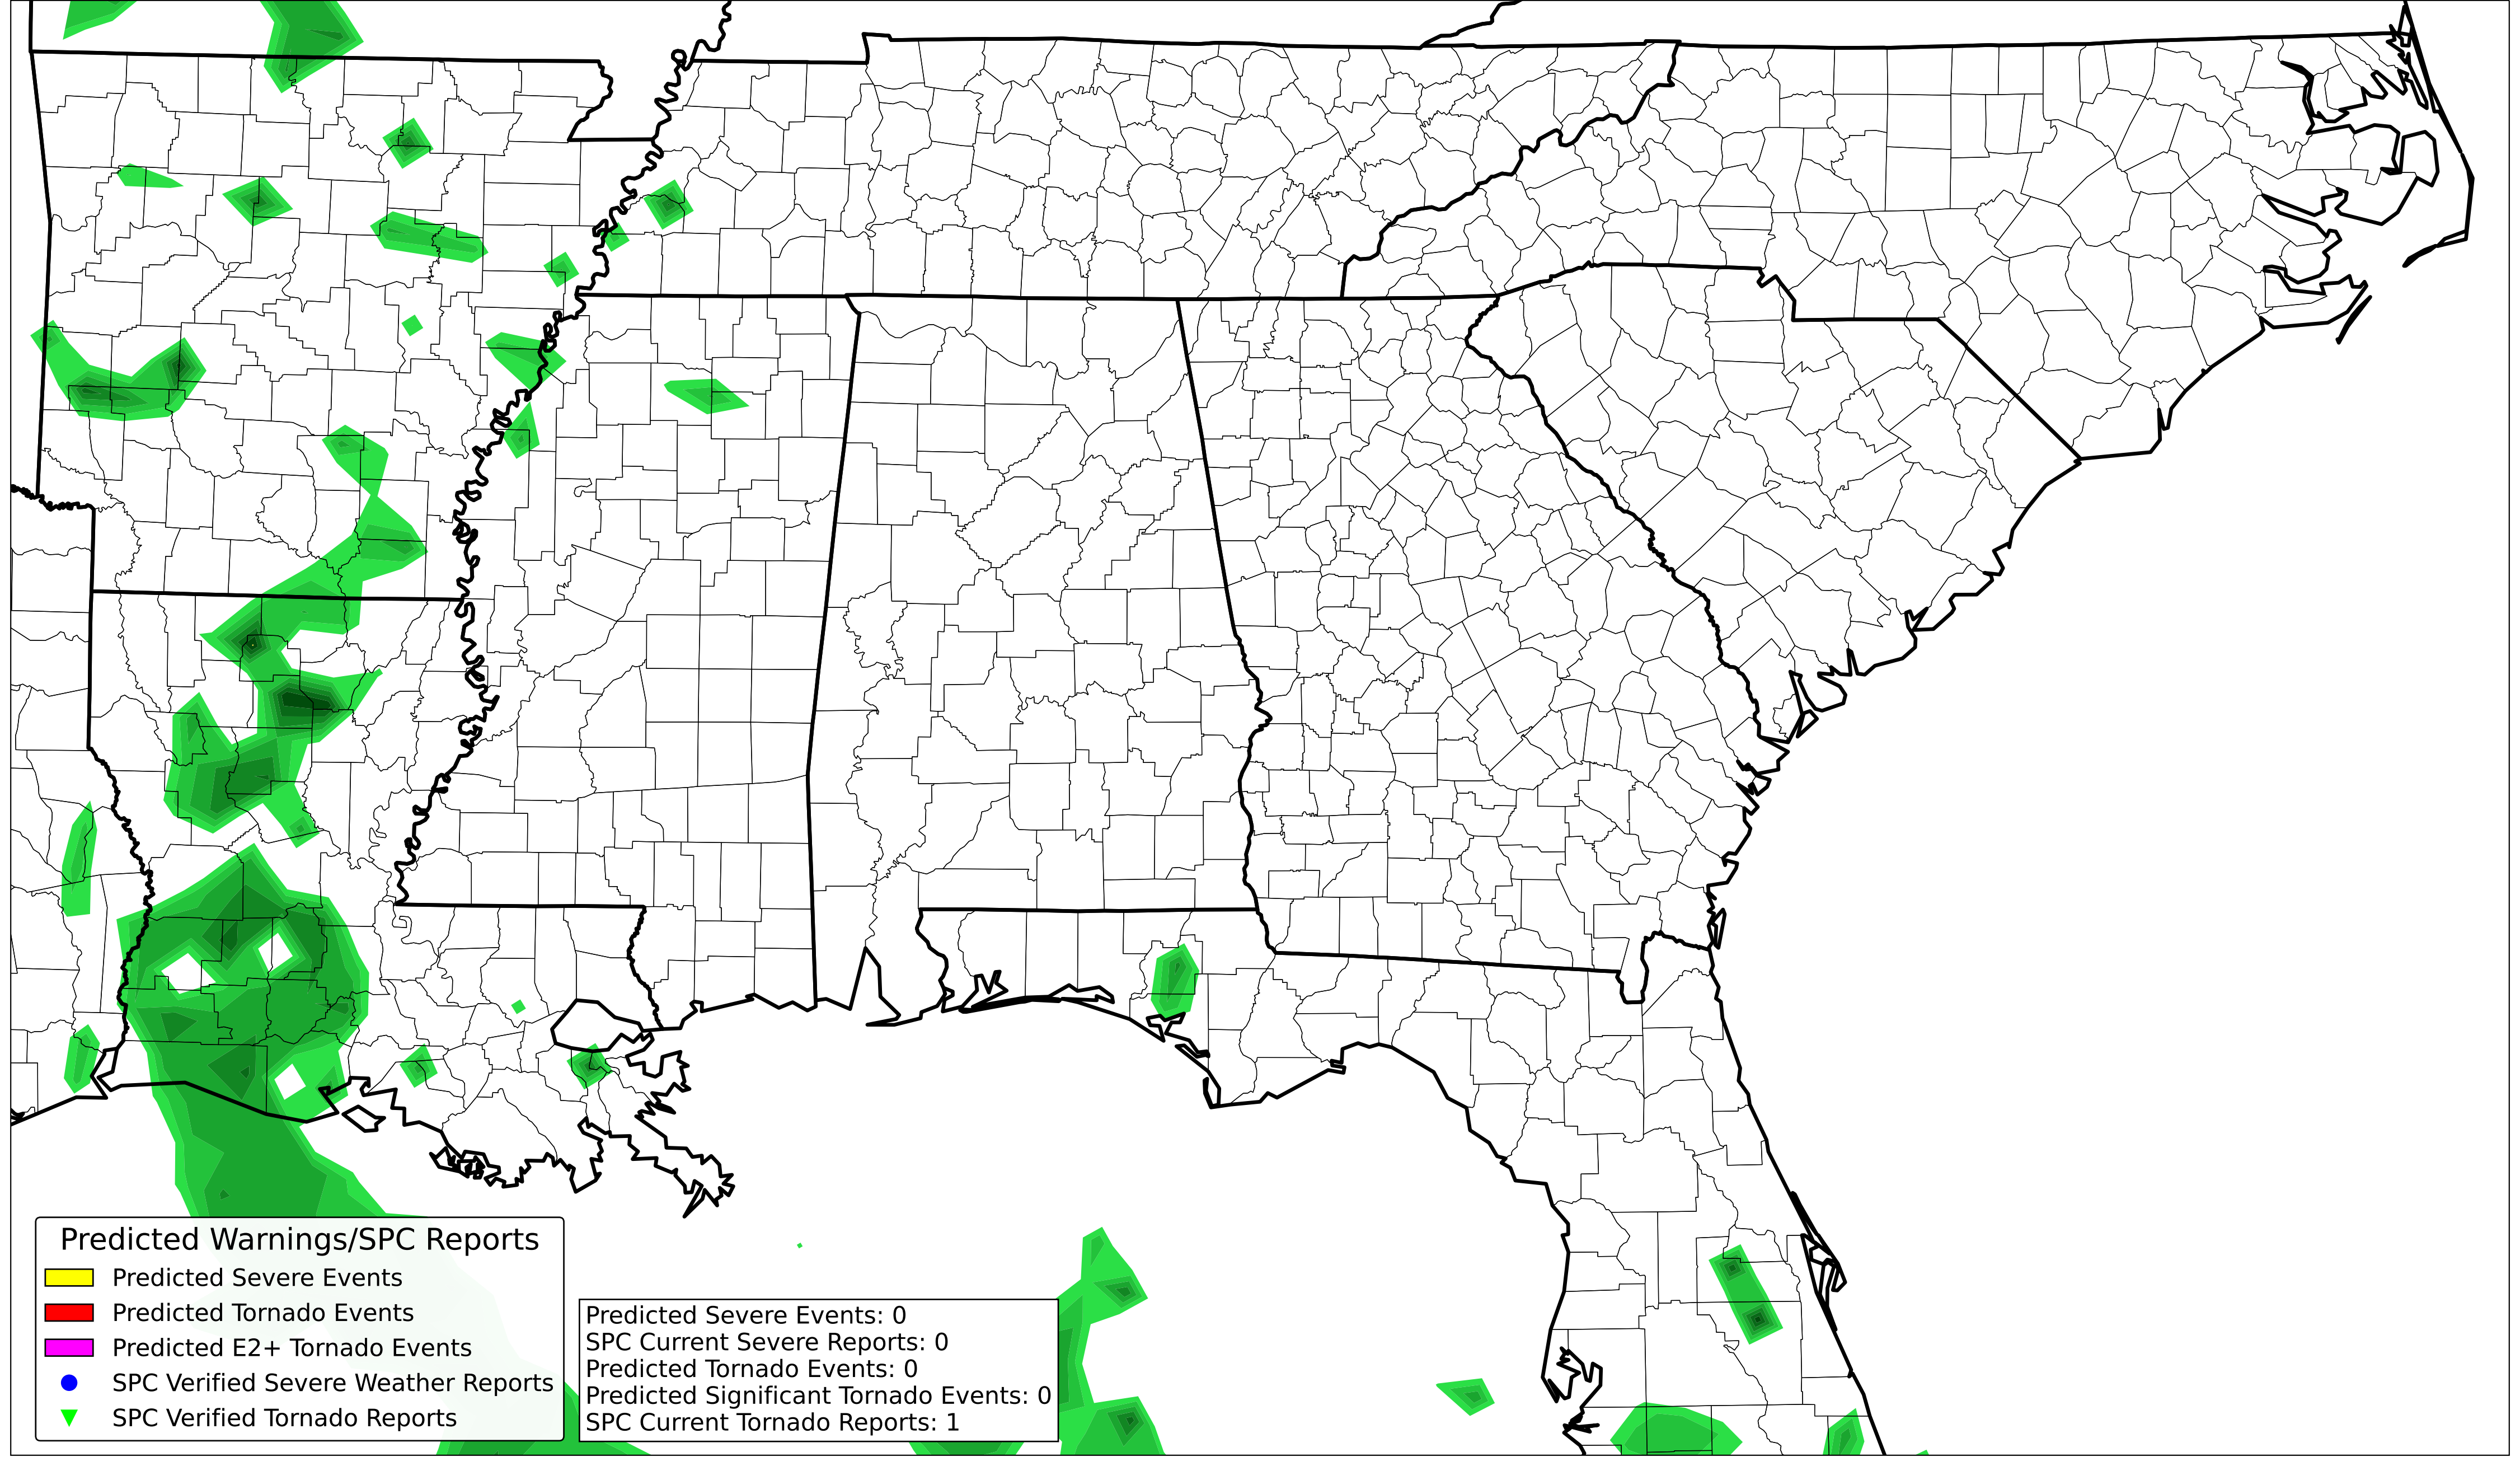 Predicted Warnings/SPC Reports
Predicted Severe Events
Predicted Tornado Events
Predicted E2+ Tornado Events
SPC Verified Severe Weather Reports
SPC Verified Tornado Reports
Predicted Severe Events: 0
SPC Current Severe Reports: 0
Predicted Tornado Events: 0
Predicted Significant Tornado Events: 0
SPC Current Tornado Reports: 1